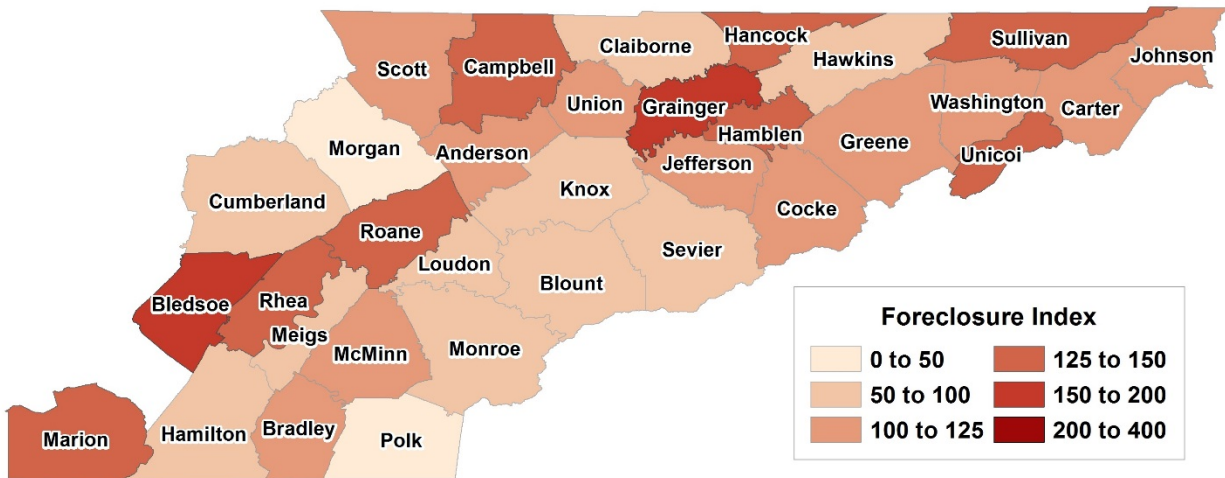 Hancock
Sullivan
Claiborne
Johnson
Hawkins
Scott
Campbell
Union
Grainger
Washington
Carter
Hamblen
Greene
Morgan
Anderson
Unicoi
Jefferson
Knox
Cumberland
Cocke
Roane
Sevier
Loudon
Blount
Bledsoe
Rhea
Meigs
McMinn
Monroe
Marion
Hamilton
Bradley
Polk
Foreclosure Index
0 to 50
50 to 100
100 to 125
125 to 150
150 to 200
200 to 400